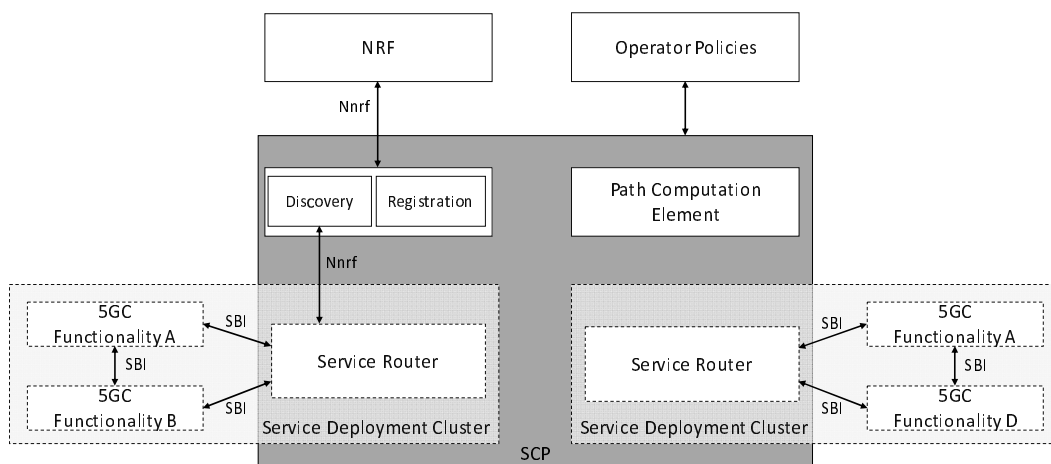 NRF
Operator Policies
Nnrf
Discovery
Registration
Path Computation
Element
Nnrf
5GC
Functionality A
SBI
SBI
5GC
Functionality B
SBI
Service Router
Service Deployment Cluster
Service Router
Service Deployment Cluster
SBI
5GC
Functionality A
SBI
SBI
5GC
Functionality D
SCP